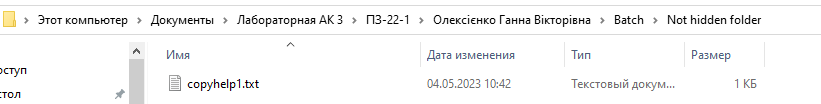 Этот компьютер > Документы > Лабораторная АК 3 > ПЗ-22-1 > Олексієнко Ганна Вікторівна > Batch > Not hidden folder
Имя Дата изменения Тип Размер
оступ
copyhelp1.txt 04.05.2023 10:42 Текстовый докум... 1 КБ
стол